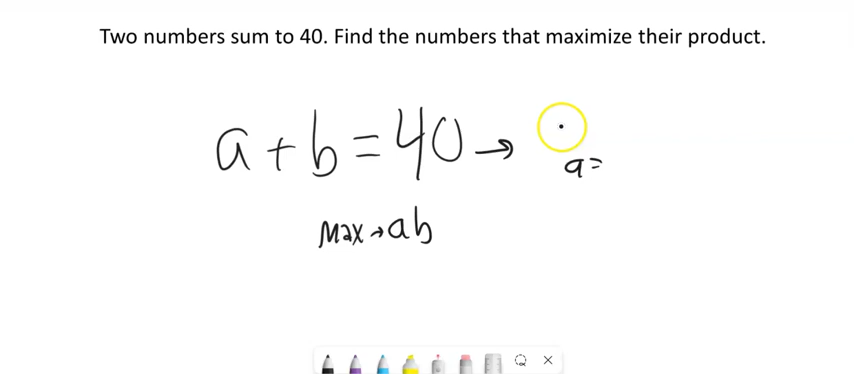 Two numbers sum to 40. Find the numbers that maximize their product.
a + b = 40 →
a =
Max → ab